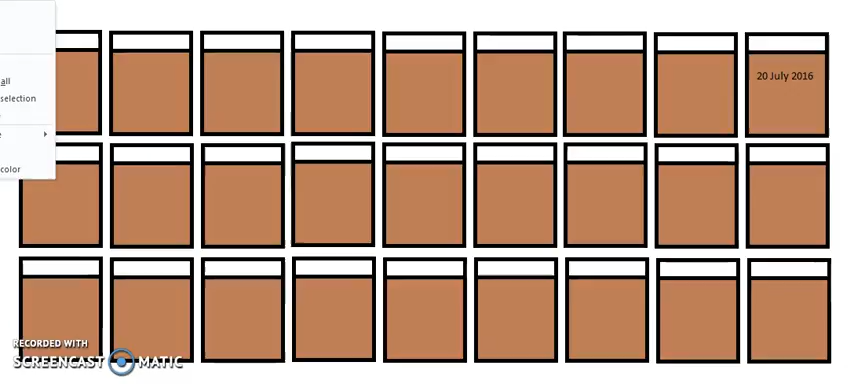 all
selection
e
color
20 July 2016
RECORDED WITH
SCREENCAST MATIC